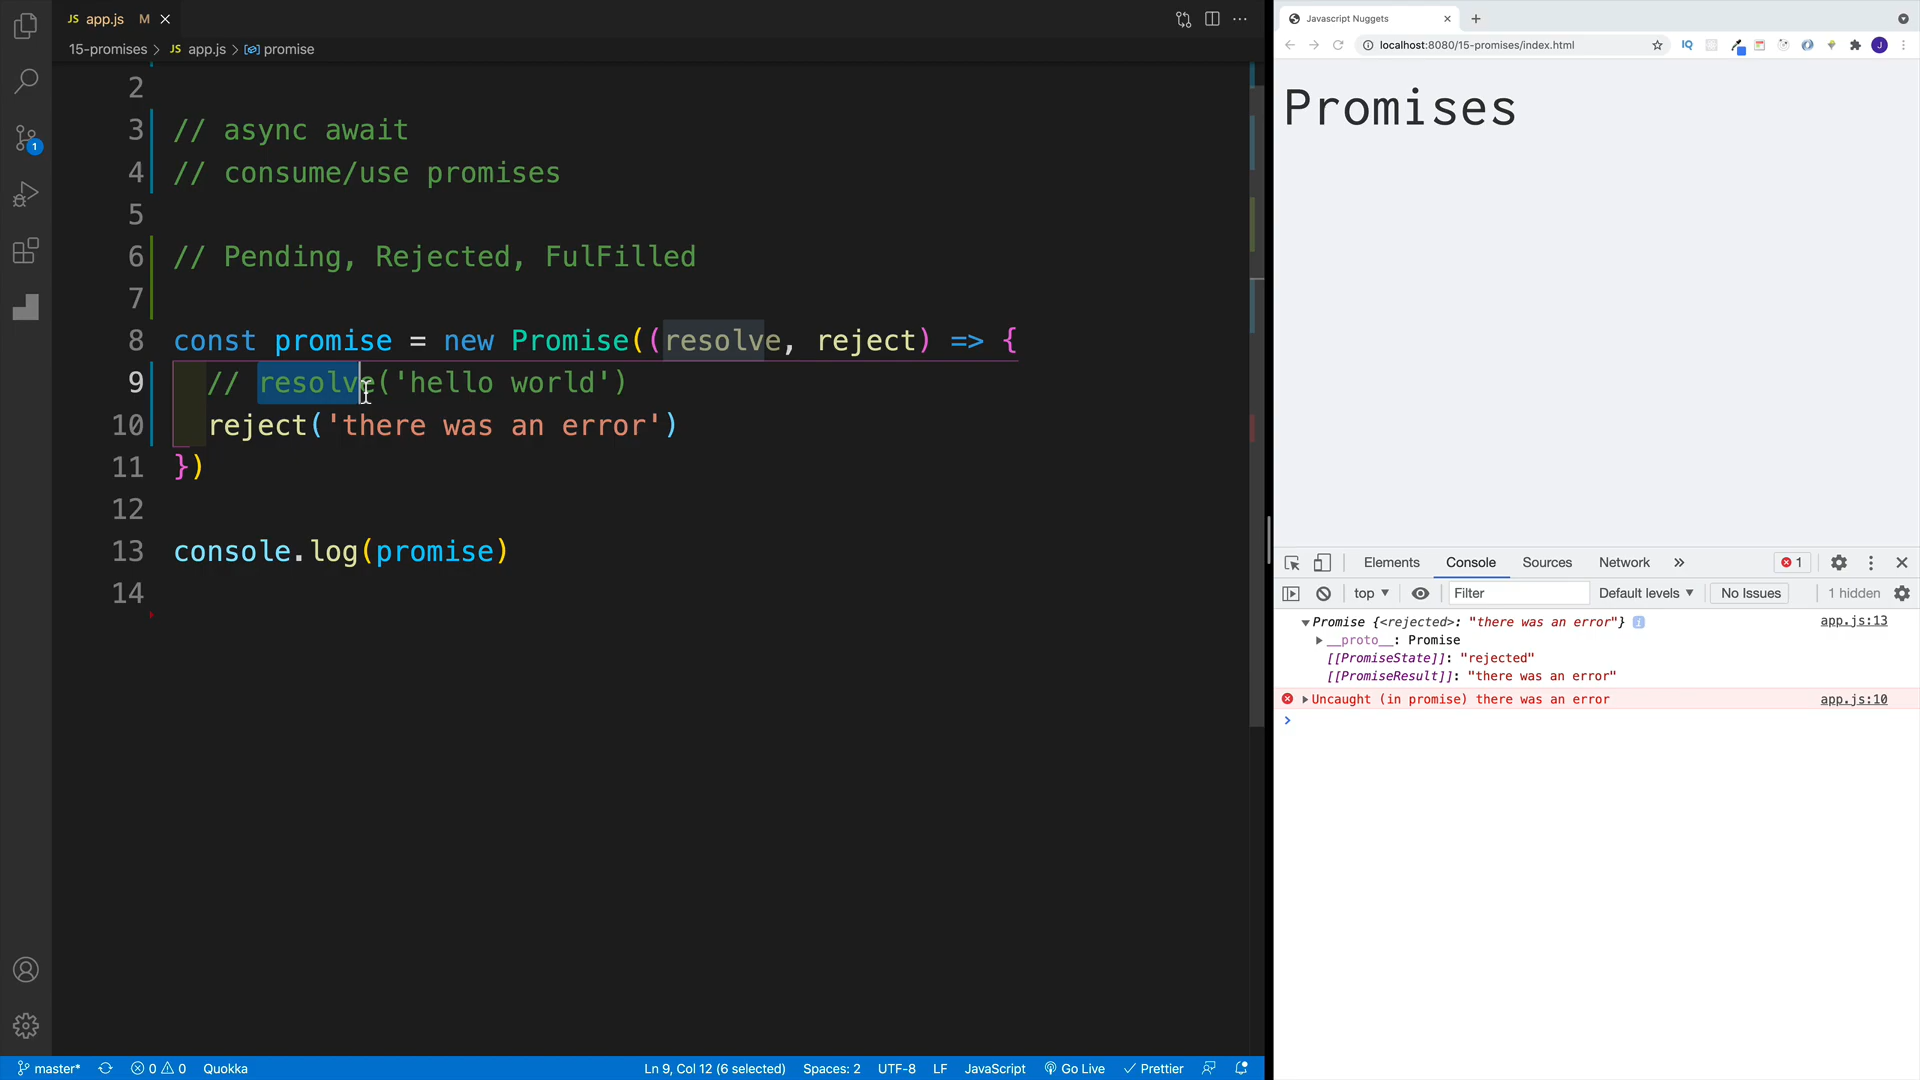 JS app.js M
15-promises > JS app.js > promise
2
3 // async await
4 // consume/use promises
5
6 // Pending, Rejected, FulFilled
7
8 const promise = new Promise((resolve, reject) => {
9 // resolve('hello world')
10 reject('there was an error')
11 })
12
13 console.log(promise)
14
1
master* 0 0 Quokka Ln 9, Col 12 (6 selected) Spaces: 2 UTF-8 LF JavaScript Go Live Prettier
Javascript Nuggets
localhost:8080/15-promises/index.html IQ J
Promises
Elements Console Sources Network 1
top Filter Default levels No Issues 1 hidden
Promise {<rejected>: "there was an error"} i app.js:13
__proto__: Promise
[[PromiseState]]: "rejected"
[[PromiseResult]]: "there was an error"
Uncaught (in promise) there was an error app.js:10